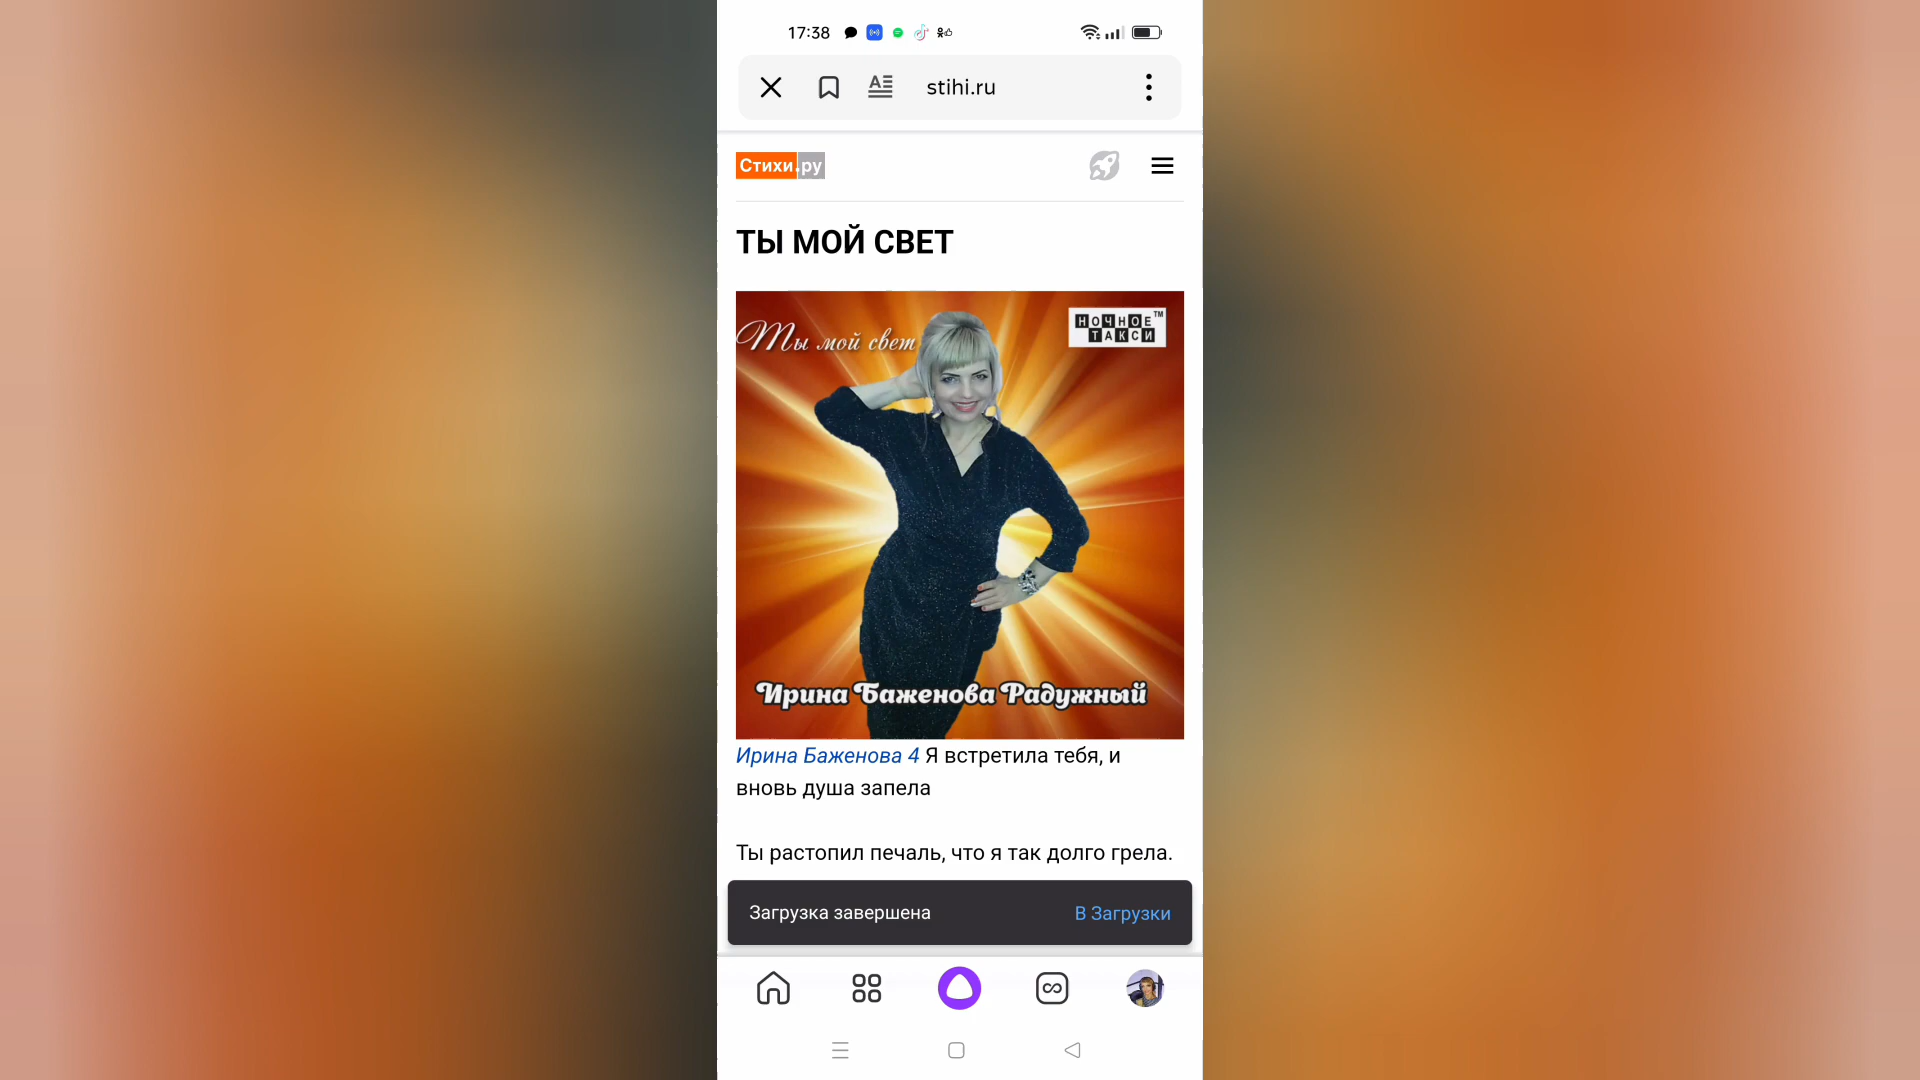 17:38
stihi.ru
Стихи.ру
ТЫ МОЙ СВЕТ
Ты мой свет
НОЧНОЕ ТМ
ТАКСИ
Ирина Баженова Радужный
Ирина Баженова 4 Я встретила тебя, и
вновь душа запела
Ты растопил печаль, что я так долго грела.
Загрузка завершена
В Загрузки